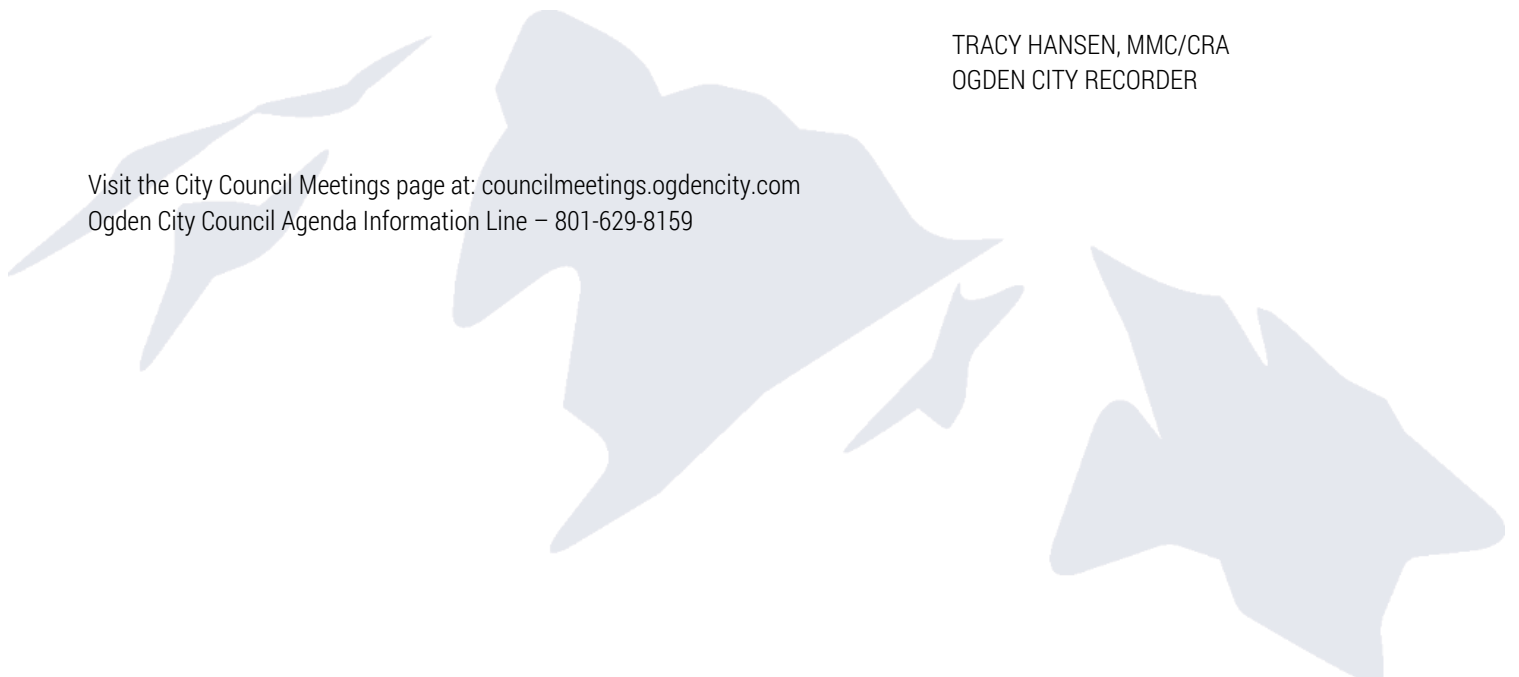 TRACY HANSEN, MMC/CRA
OGDEN CITY RECORDER
Visit the City Council Meetings page at: councilmeetings.ogdencity.com
Ogden City Council Agenda Information Line – 801-629-8159